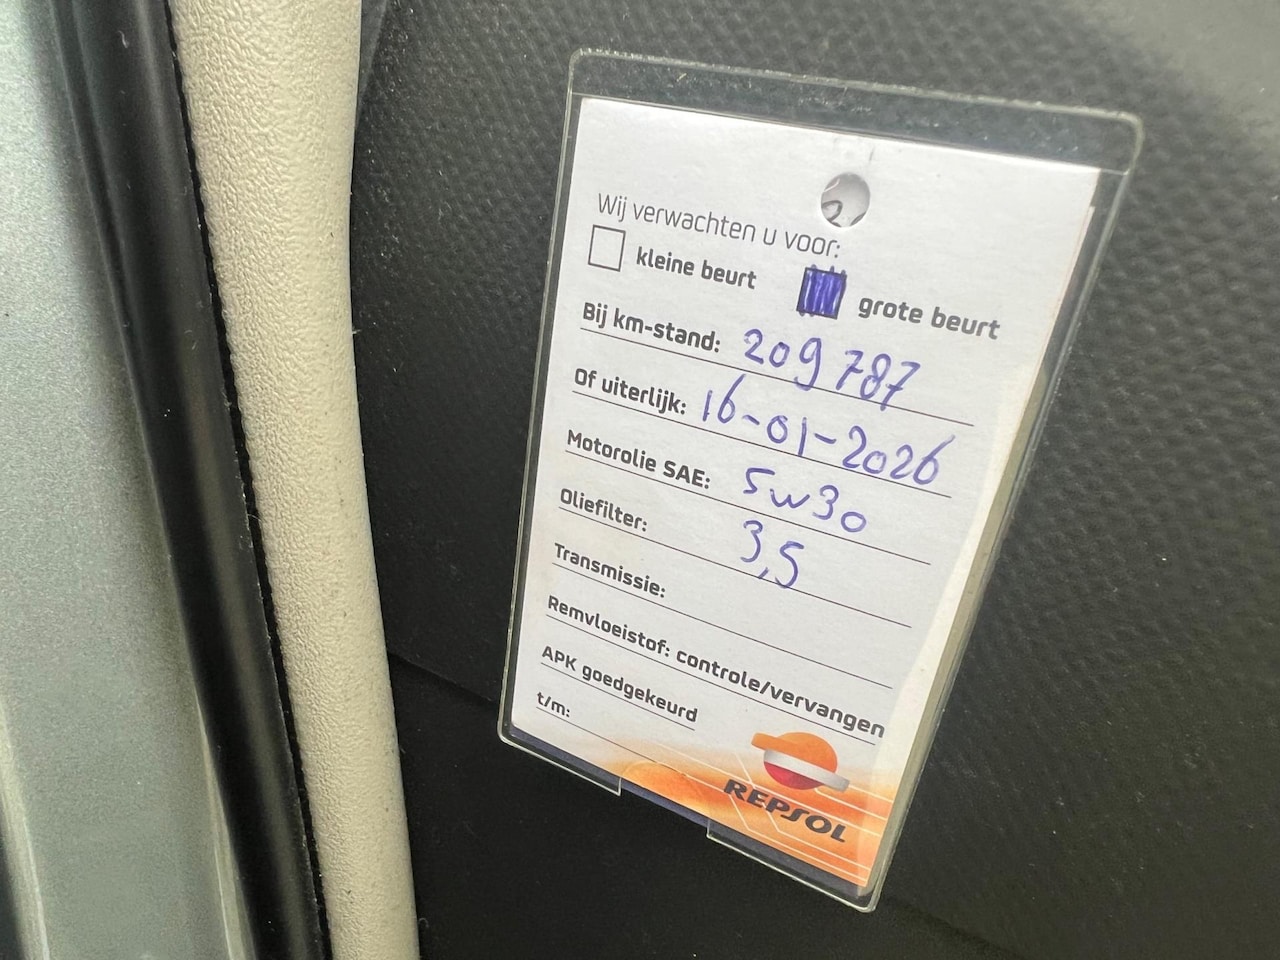 Wij verwachten u voor:
kleine beurt grote beurt
Bij km-stand: 209787
Of uiterlijk: 16-01-2026
Motorolie SAE: 5w30
Oliefilter: 3,5
Transmissie:
Remvloeistof: controle/vervangen
APK goedgekeurd
t/m:
REPSOL